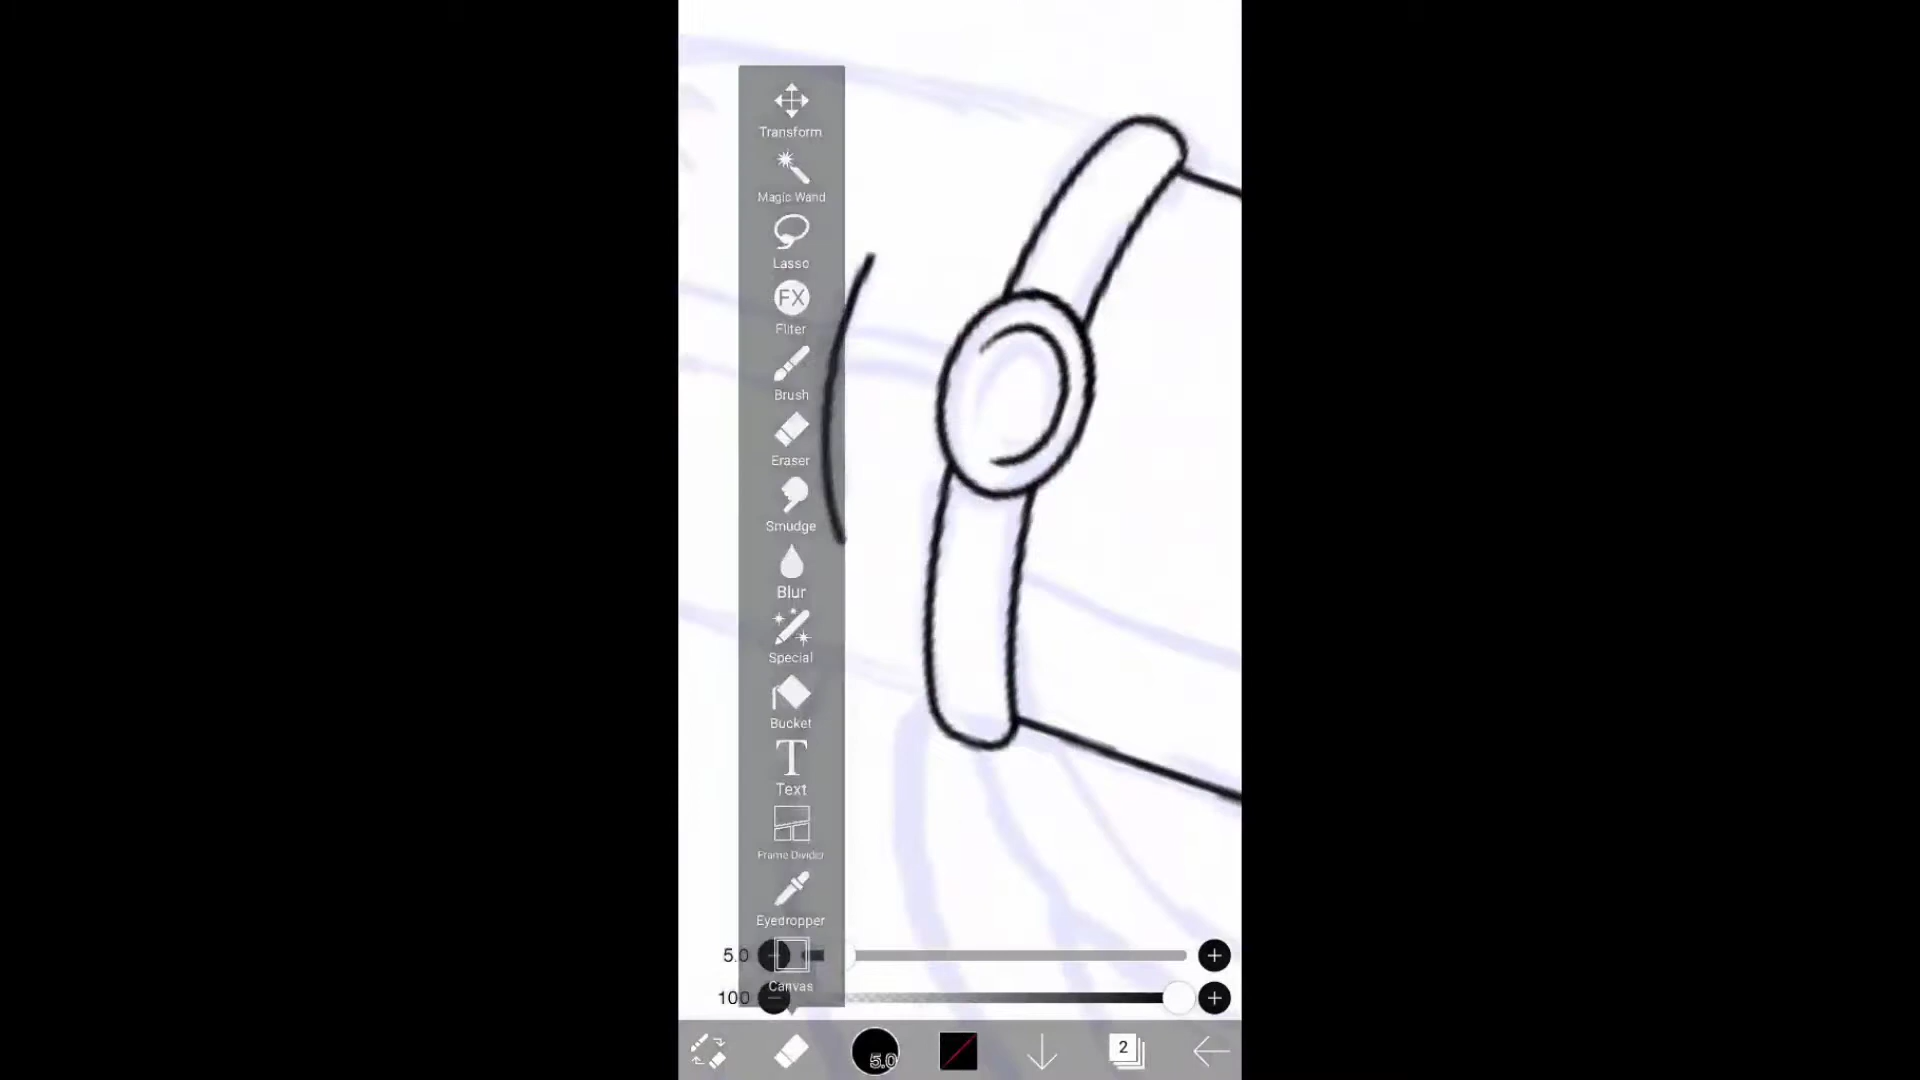 Transform
Magic Wand
Lasso
FX
Filter
Brush
Eraser
Smudge
Blur
Special
Bucket
T
Text
Frame Divider
Eyedropper
5.0
Canvas
100
5.0
2